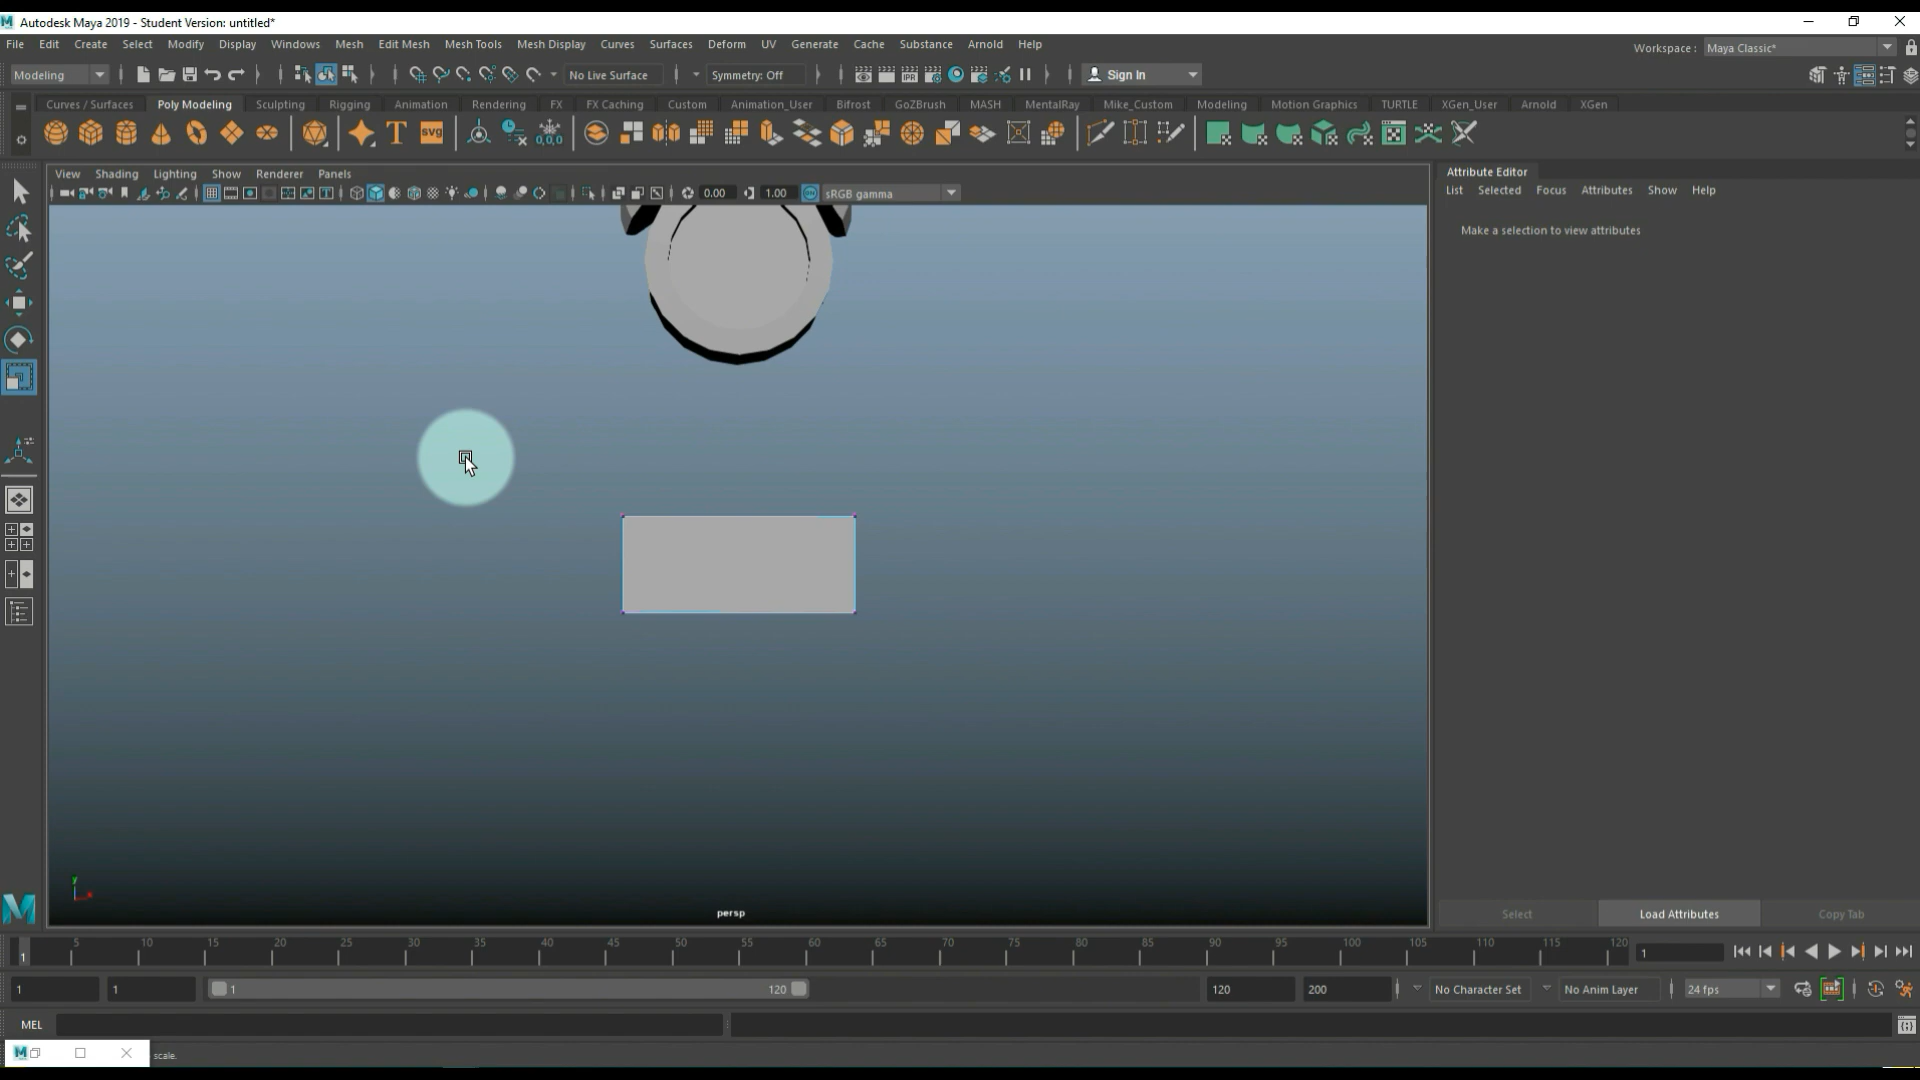 Autodesk Maya 2019 - Student Version: untitled*
File Edit Create Select Modify Display Windows Mesh Edit Mesh Mesh Tools Mesh Display Curves Surfaces Deform UV Generate Cache Substance Arnold Help
Workspace : Maya Classic*
Modeling No Live Surface Symmetry: Off Sign In
Curves / Surfaces Poly Modeling Sculpting Rigging Animation Rendering FX FX Caching Custom Animation_User Bifrost GoZBrush MASH MentalRay Mike_Custom Modeling Motion Graphics TURTLE XGen_User Arnold XGen
View Shading Lighting Show Renderer Panels
0.00 1.00 sRGB gamma
Attribute Editor
List Selected Focus Attributes Show Help
Make a selection to view attributes
persp
Select Load Attributes Copy Tab
1 5 10 15 20 25 30 35 40 45 50 55 60 65 70 75 80 85 90 95 100 105 110 115 120 1
1 1 1 120 120 200 No Character Set No Anim Layer 24 fps
MEL
scale.